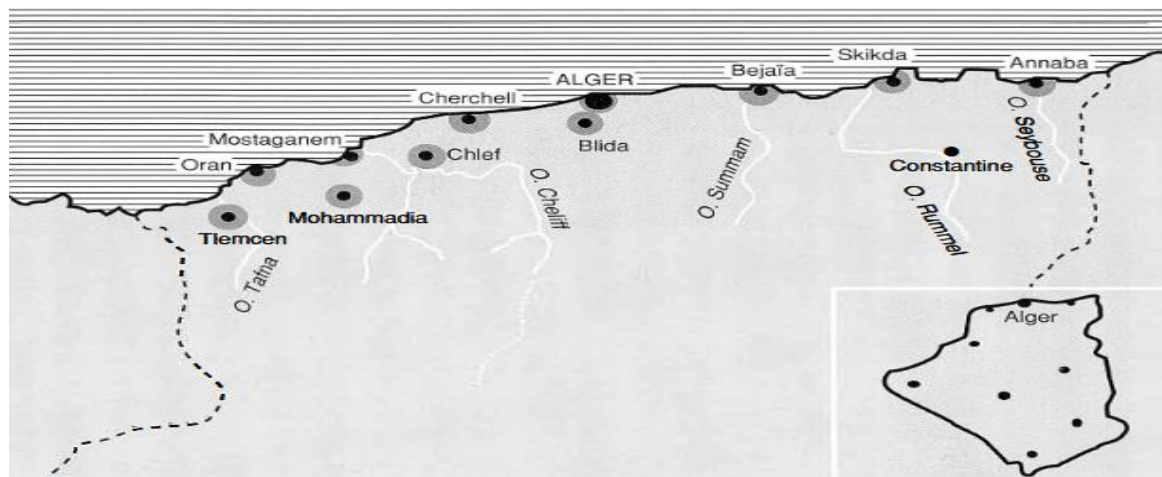 Skikda
Annaba
Bejaïa
ALGER
Cherchell
Mostaganem
Oran
Chlef
Blida
Constantine
Mohammadia
Tlemcen
O. Tafna
O. Cheliff
O. Summam
O. Rummel
O. Seybouse
Alger